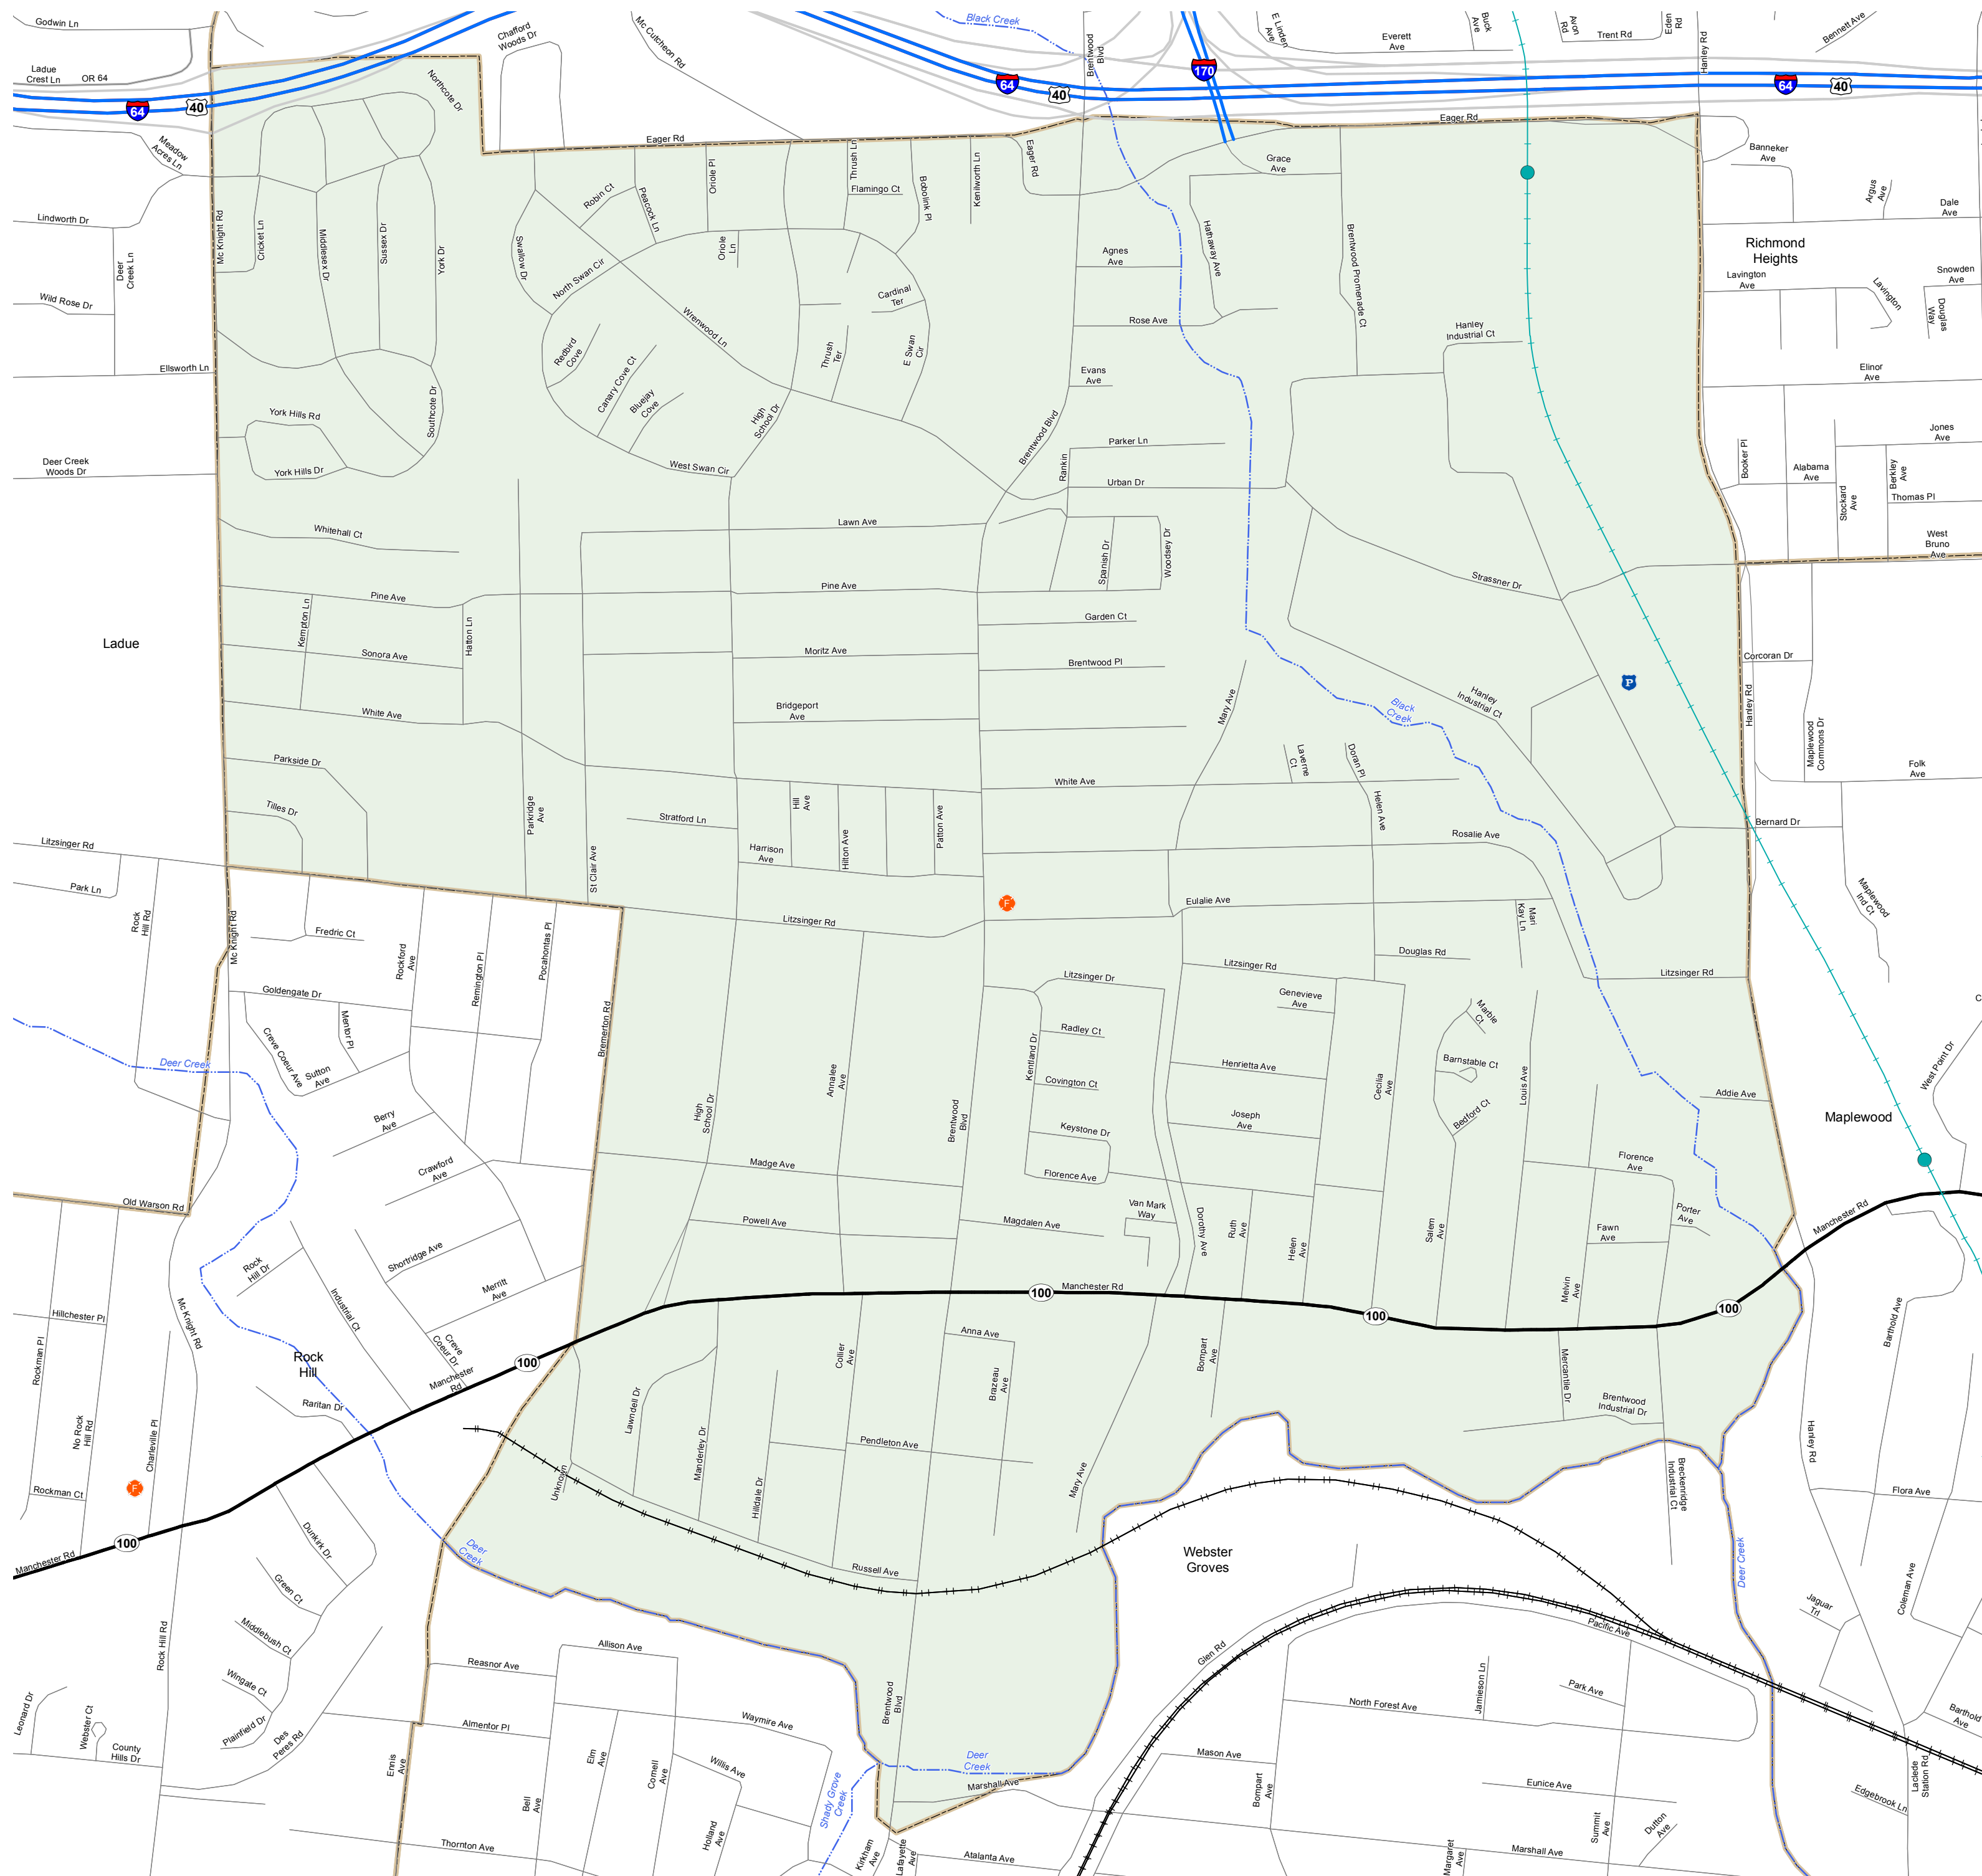 Godwin Ln
Ladue
Crest Ln
OR 64
64
40
Chafford
Woods Dr
Mc Cutcheon Rd
Black Creek
Brentwood
Blvd
64
40
170
E Linden
Ave
Everett
Ave
Buck
Ave
Avon
Rd
Trent Rd
Eden
Rd
Hanley Rd
Bennett Ave
64
40
Northcote Dr
Meadow
Acres Ln
Eager Rd
Eager Rd
Eager Rd
Grace
Ave
Banneker
Ave
Argus
Ave
Dale
Ave
Lindworth Dr
Deer
Creek Ln
Wild Rose Dr
Ellsworth Ln
Mc Knight Rd
Cricket Ln
Middlesex Dr
Sussex Dr
York Dr
Swallow Dr
Robin Ct
Peacock Ln
Oriole Pl
Oriole
Ln
Thrush Ln
Flamingo Ct
Bobolink Pl
Kenilworth Ln
North Swan Cir
Cardinal
Ter
Wrenwood Ln
Redbird
Cove
Canary Cove Ct
Bluejay
Cove
Thrush
Ter
E Swan
Cir
High
School Dr
West Swan Cir
Agnes
Ave
Hathaway Ave
Brentwood Promenade Ct
Rose Ave
Evans
Ave
Hanley
Industrial Ct
Richmond
Heights
Lavington
Ave
Lavington
Snowden
Ave
Douglas
Way
Elinor
Ave
York Hills Rd
York Hills Dr
Southcote Dr
Deer Creek
Woods Dr
Brentwood Blvd
Rankin
Parker Ln
Urban Dr
Booker Pl
Alabama
Ave
Stockard
Ave
Berkley
Ave
Jones
Ave
Thomas Pl
West
Bruno
Ave
Whitehall Ct
Lawn Ave
Spanish Dr
Woodsey Dr
Strassner Dr
Pine Ave
Pine Ave
Kempton Ln
Hatton Ln
Garden Ct
Ladue
Sonora Ave
Moritz Ave
Brentwood Pl
Corcoran Dr
P
White Ave
Bridgeport
Ave
Mary Ave
Black
Creek
Hanley
Industrial Ct
Hanley Rd
Maplewood
Commons Dr
Parkside Dr
Laverne
Ct
Doran Pl
Folk
Ave
Tilles Dr
Parkridge
Ave
Stratford Ln
Hill
Ave
Hilton Ave
Patton Ave
White Ave
Helen Ave
Rosalie Ave
Bernard Dr
Litzsinger Rd
Park Ln
Rock
Hill Rd
Harrison
Ave
St Clair Ave
Maplewood
Ind Ct
F
Litzsinger Rd
Eulalie Ave
Mari
Kay Ln
Mc Knight Rd
Fredric Ct
Rockford
Ave
Remington Pl
Pocahontas Pl
Douglas Rd
Litzsinger Rd
Litzsinger Rd
Litzsinger Dr
Goldengate Dr
Genevieve
Ave
Marble
Ct
Creve Coeur Ave
Mentor Pl
Sutton
Ave
Bremerton Rd
Radley Ct
Kentland Dr
Deer Creek
Henrietta Ave
Barnstable Ct
West Point Dr
Covington Ct
Annalee
Ave
Cecilia
Ave
Louis Ave
Addie Ave
Berry
Ave
High
School Dr
Brentwood
Blvd
Joseph
Ave
Bedford Ct
Keystone Dr
Maplewood
Crawford
Ave
Madge Ave
Florence Ave
Florence
Ave
Old Warson Rd
Van Mark
Way
Powell Ave
Magdalen Ave
Dorothy Ave
Ruth
Ave
Helen
Ave
Salem
Ave
Fawn
Ave
Porter
Ave
Manchester Rd
Shortridge Ave
Rock
Hill Dr
Merritt
Ave
Industrial Ct
Melvin
Ave
Manchester Rd
100
100
100
Hillchester Pl
Mc Knight Rd
Rockman Pl
Rock
Hill
Creve
Coeur Dr
100
Manchester
Rd
Anna Ave
Collier
Ave
Brazeau
Ave
Bompart
Ave
Mercantile Dr
Barthold Ave
Brentwood
Industrial Dr
Raritan Dr
No Rock
Hill Rd
Charleville Pl
Lawndell Dr
Manderley Dr
Pendleton Ave
Hanley Rd
Unknown
Hilldale Dr
Mary Ave
Breckenridge
Industrial Ct
Rockman Ct
F
Flora Ave
100
Manchester Rd
Dunkirk Dr
Deer
Creek
Russell Ave
Webster
Groves
Deer Creek
Green Ct
Coleman Ave
Jaguar
Trl
Middlebush Ct
Rock Hill Rd
Allison Ave
Glen Rd
Pacific Ave
Reasnor Ave
Wingate Ct
Jamieson Ln
Park Ave
Leonard Dr
Webster Ct
Plainfield Dr
Des
Peres Rd
Brentwood
Blvd
North Forest Ave
Barthold
Ave
Almentor Pl
Waymire Ave
County
Hills Dr
Ennis
Ave
Elm
Ave
Cornell
Ave
Willis Ave
Deer
Creek
Mason Ave
Marshall Ave
Bompart
Ave
Eunice Ave
Laclede
Station Rd
Edgebrook Ln
Bell
Ave
Shady Grove
Creek
Holland
Ave
Summit
Ave
Dutton
Ave
Thornton Ave
Kirkham
Ave
Lafayette
Ave
Atalanta Ave
Margaret
Ave
Marshall Ave